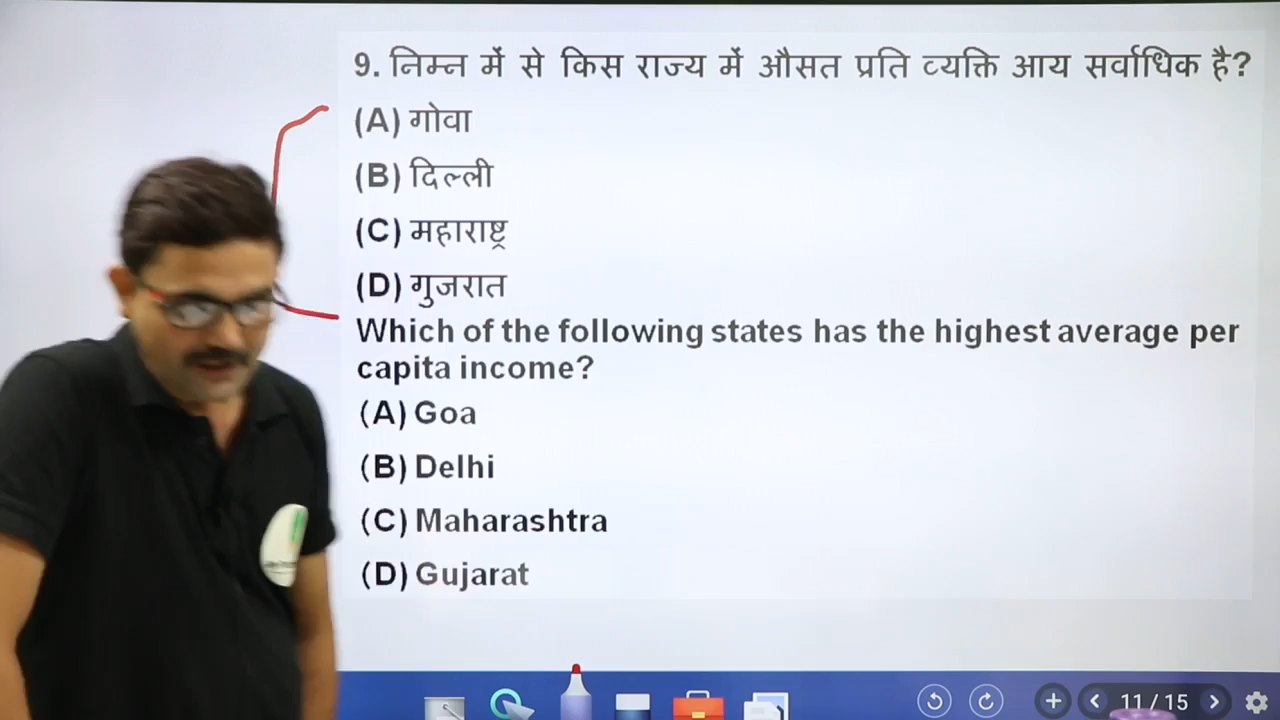 9. निम्न में से किस राज्य में औसत प्रति व्यक्ति आय सर्वाधिक है?
(A) गोवा
(B) दिल्ली
(C) महाराष्ट्र
(D) गुजरात
Which of the following states has the highest average per
capita income?
(A) Goa
(B) Delhi
(C) Maharashtra
(D) Gujarat
11 / 15